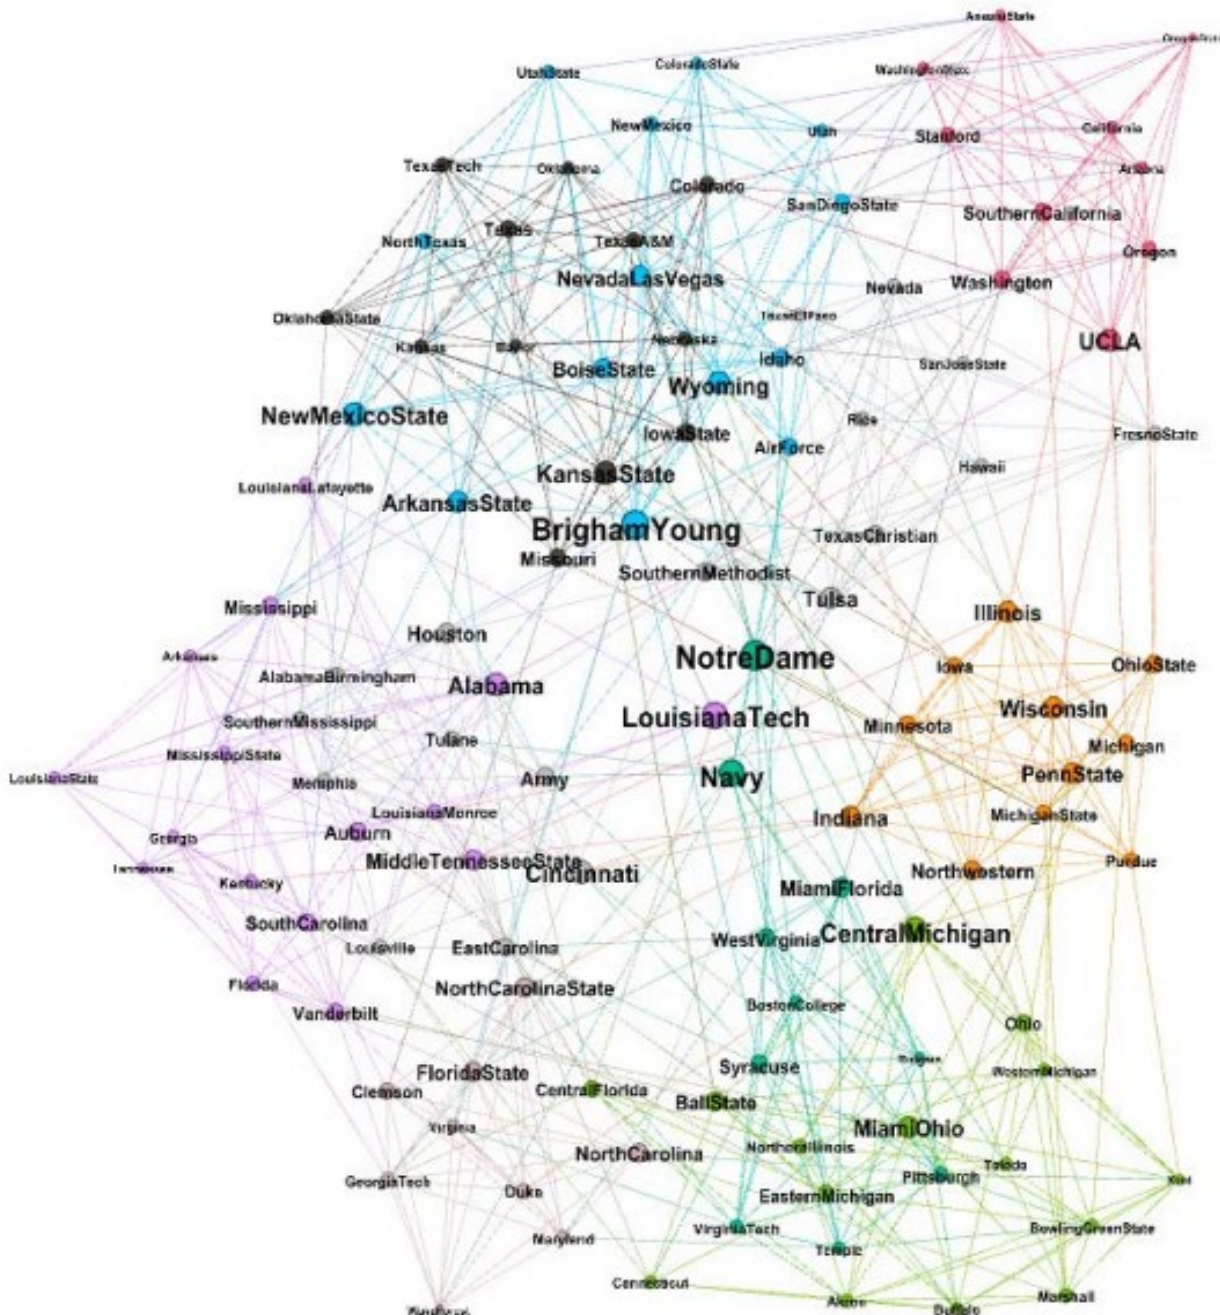 ArizonaState
OregonState
ColoradoState
UtahState
WashingtonState
NewMexico
Utah
Stanford
California
TexasTech
Oklahoma
Colorado
Arizona
SanDiegoState
SouthernCalifornia
Texas
NorthTexas
TexasA&M
Oregon
NevadaLasVegas
Nevada
Washington
OklahomaState
TexasElPaso
Kansas
Baylor
Nebraska
UCLA
Idaho
SanJoseState
BoiseState
Wyoming
NewMexicoState
Rice
IowaState
AirForce
FresnoState
Hawaii
KansasState
LouisianaLafayette
ArkansasState
BrighamYoung
TexasChristian
Missouri
SouthernMethodist
Tulsa
Mississippi
Illinois
Houston
Arkansas
NotreDame
Iowa
OhioState
AlabamaBirmingham
Alabama
Wisconsin
LouisianaTech
SouthernMississippi
Minnesota
Tulane
Michigan
MississippiState
LouisianaState
Memphis
Army
Navy
PennState
LouisianaMonroe
Indiana
MichiganState
Auburn
Georgia
MiddleTennesseeState
Purdue
Tennessee
Cincinnati
Northwestern
Kentucky
MiamiFlorida
SouthCarolina
CentralMichigan
WestVirginia
Louisville
EastCarolina
Florida
NorthCarolinaState
BostonCollege
Vanderbilt
Ohio
Syracuse
Rutgers
FloridaState
WesternMichigan
Clemson
CentralFlorida
BallState
Virginia
MiamiOhio
NorthernIllinois
NorthCarolina
Toledo
GeorgiaTech
Pittsburgh
Kent
Duke
EasternMichigan
VirginiaTech
BowlingGreenState
Maryland
Temple
Connecticut
Marshall
Akron
Buffalo